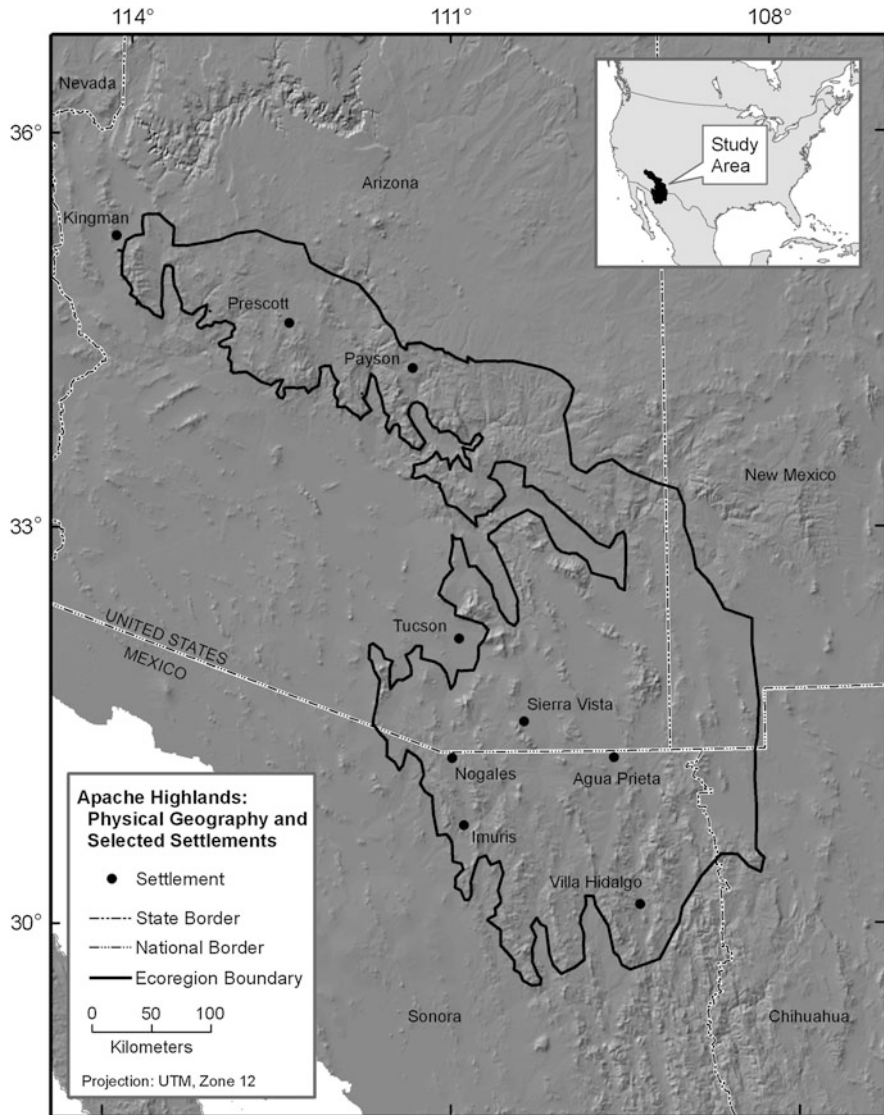 114° 111° 108°
Nevada
36°
Study
Area
Arizona
Kingman
Prescott
Payson
New Mexico
33°
UNITED STATES
MEXICO
Tucson
Sierra Vista
Nogales
Agua Prieta
Imuris
Villa Hidalgo
30°
Sonora
Chihuahua
Apache Highlands:
Physical Geography and
Selected Settlements
Settlement
State Border
National Border
Ecoregion Boundary
0 50 100
Kilometers
Projection: UTM, Zone 12